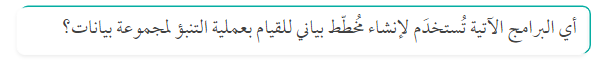 أي البرامج الآتية تُستخدَم لإنشاء مُخطّط بياني للقيام بعملية التنبؤ لمجموعة بيانات؟